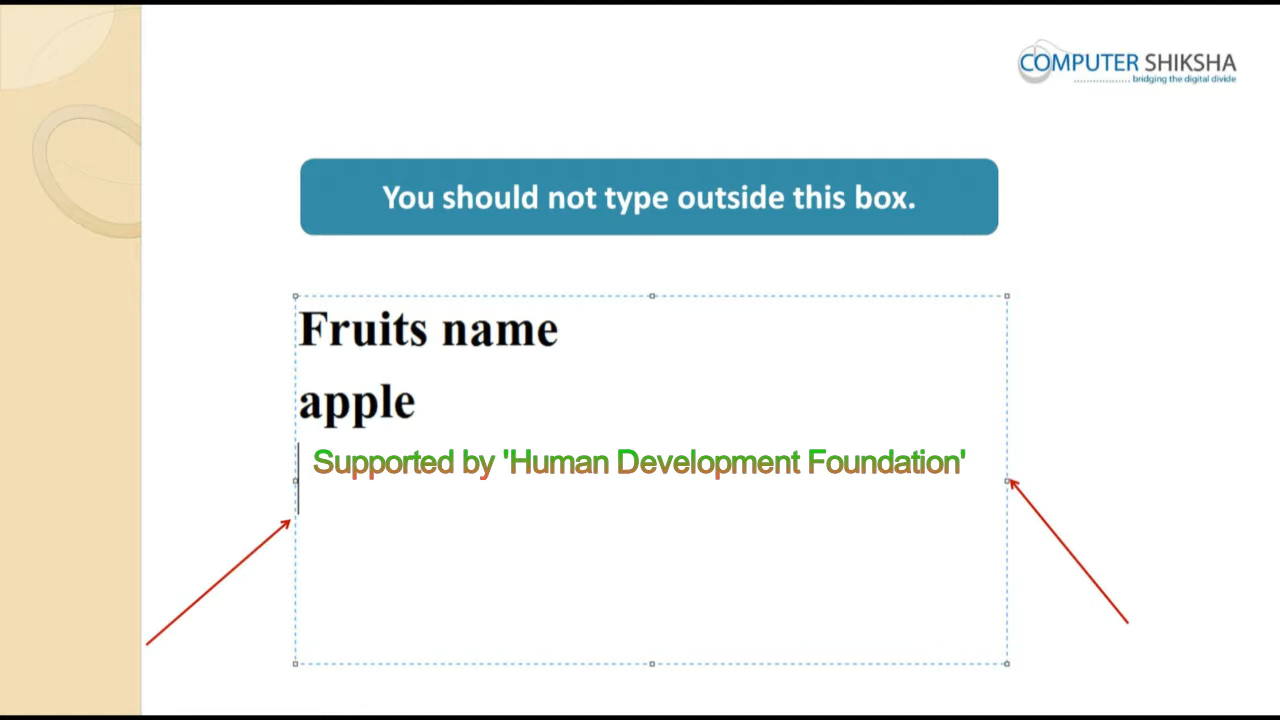 COMPUTER SHIKSHA
bridging the digital divide
You should not type outside this box.
Fruits name
apple
Supported by 'Human Development Foundation'